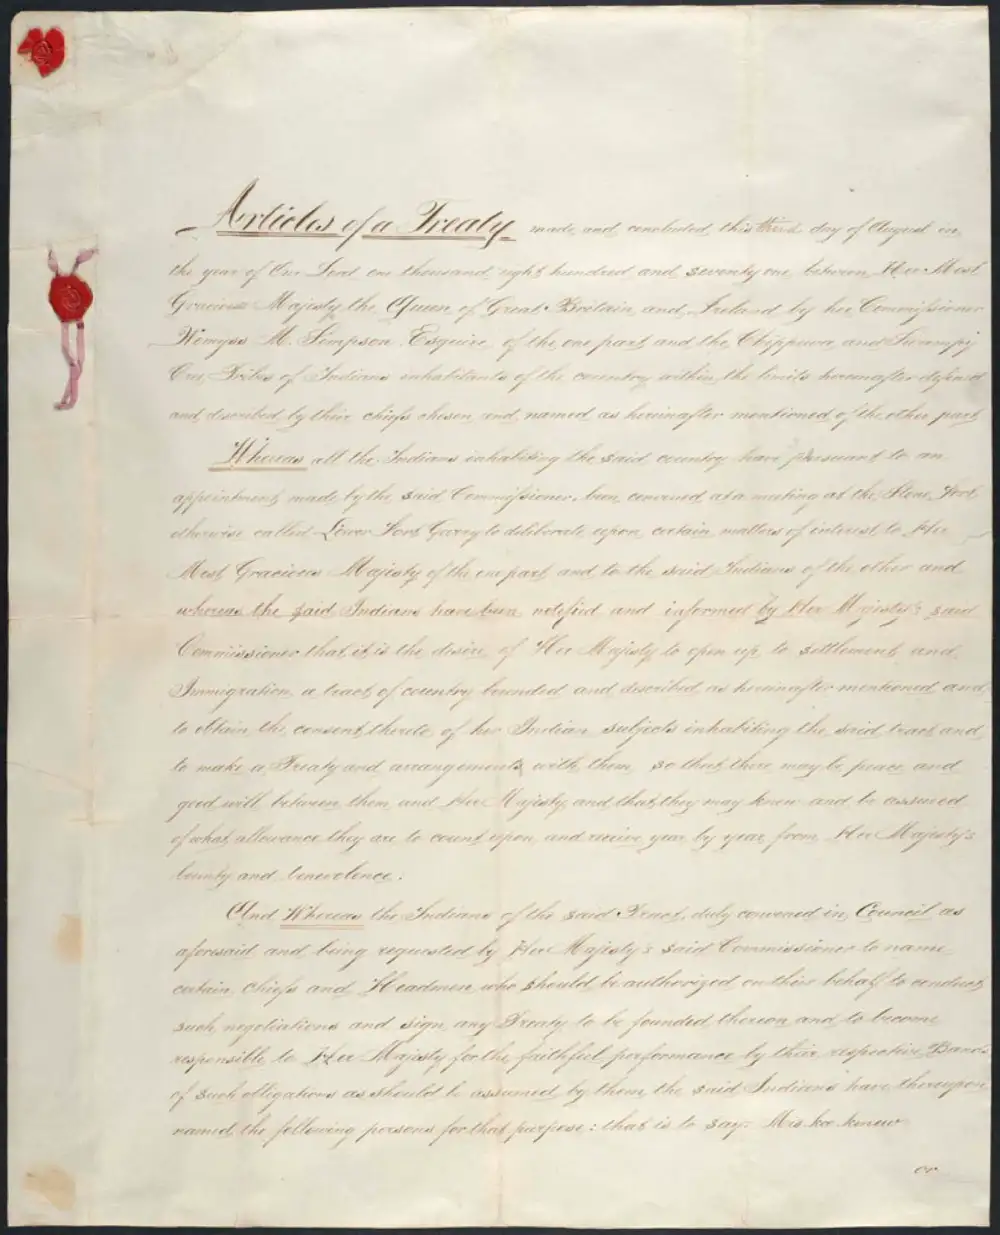 Articles of a Treaty made and concluded this third day of August in
the year of Our Lord one thousand eight hundred and seventy one between Her Most
Gracious Majesty the Queen of Great Britain and Ireland by her Commissioner
Wemyss M. Simpson Esquire, of the one part and the Chippewa and Swampy
Cree Tribes of Indians inhabitants of the country within the limits hereinafter defined
and described by their chiefs chosen and named as hereinafter mentioned of the other part
Whereas all the Indians inhabiting the said country have pursuant to an
appointment made by the said Commissioner been convened at a meeting at the Stone Fort
otherwise called Lower Fort Garry to deliberate upon certain matters of interest to Her
Most Gracious Majesty of the one part and to the said Indians of the other and
whereas the said Indians have been notified and informed by Her Majesty's said
Commissioner that it is the desire of Her Majesty to open up to settlement and
Immigration a tract of country bounded and described as hereinafter mentioned and
to obtain the consent thereto of her Indian subjects inhabiting the said tract and
to make a Treaty and arrangements with them so that there may be peace and
good will between them and Her Majesty and that they may know and be assured
of what allowance they are to count upon and receive year by year from Her Majesty's
bounty and benevolence.
And Whereas the Indians of the said Tract duly convened in Council as
aforesaid and being requested by Her Majesty's said Commissioner to name
certain chiefs and Headmen who should be authorized on their behalf to conduct
such negotiations and sign any Treaty to be founded thereon and to become
responsible to Her Majesty for the faithful performance by their respective Bands
of such obligations as should be assumed by them the said Indians have thereupon
named the following persons for that purpose: that is to say: Mis-koo-kenew
or